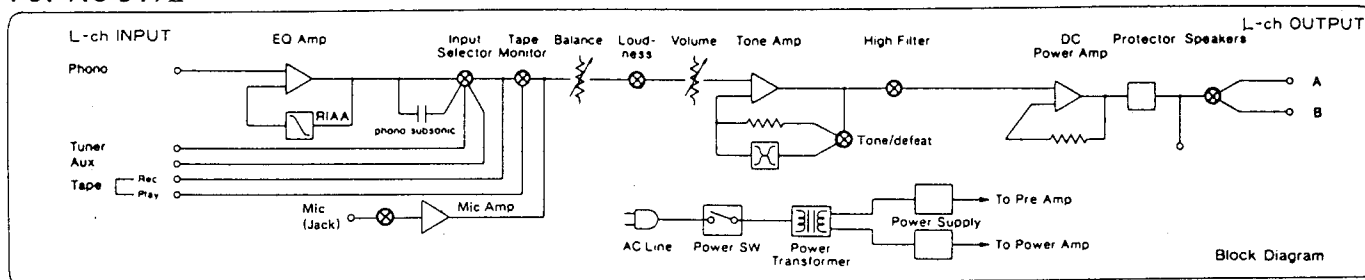 L-ch INPUT
L-ch OUTPUT
EQ Amp
Input
Selector
Tape
Monitor
Balance
Loud-
ness
Volume
Tone Amp
High Filter
DC
Power Amp
Protector
Speakers
Phono
RIAA
phono subsonic
A
B
Tone/defeat
Tuner
Aux
Tape
Rec
Play
Mic
(Jack)
Mic Amp
AC Line
Power SW
Power
Transformer
Power Supply
To Pre Amp
To Power Amp
Block Diagram